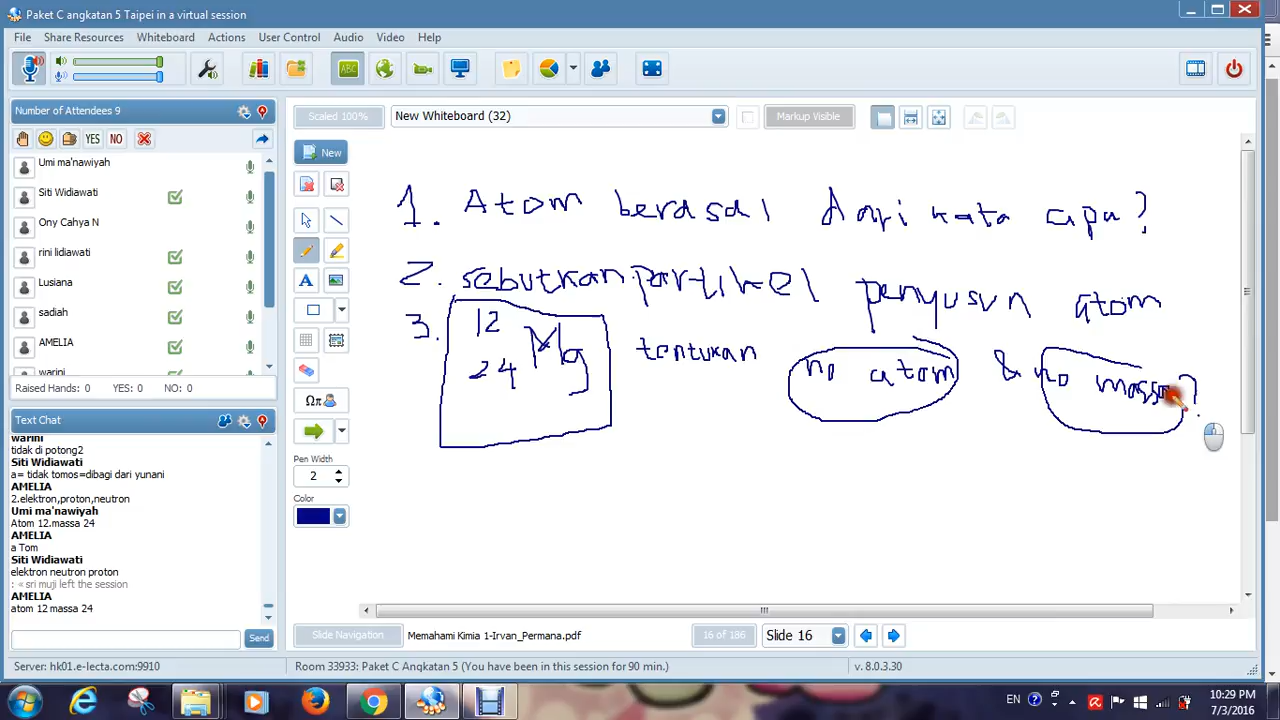 Paket C angkatan 5 Taipei in a virtual session
File Share Resources Whiteboard Actions User Control Audio Video Help
ABC
Number of Attendees 9
YES NO
Umi ma'nawiyah
Siti Widiawati
Ony Cahya N
rini lidiawati
Lusiana
sadiah
AMELIA
warini
Raised Hands: 0 YES: 0 NO: 0
Text Chat
warini
tidak di potong2
Siti Widiawati
a= tidak tomos=dibagi dari yunani
AMELIA
2.elektron,proton,neutron
Umi ma'nawiyah
Atom 12.massa 24
AMELIA
a Tom
Siti Widiawati
elektron neutron proton
: « sri muji left the session
AMELIA
atom 12 massa 24
Send
Scaled 100%
New Whiteboard (32)
Markup Visible
New
A
Ωπ
Pen Width
2
Color
1. Atom berasal dari kata apa?
2. sebutkan partikel penyusun atom
3. 12 24 Mg tentukan no atom & no massa?
Slide Navigation
Memahami Kimia 1-Irvan_Permana.pdf
16 of 186
Slide 16
Server: hk01.e-lecta.com:9910
Room 33933: Paket C Angkatan 5 (You have been in this session for 90 min.)
v. 8.0.3.30
EN
10:29 PM
7/3/2016